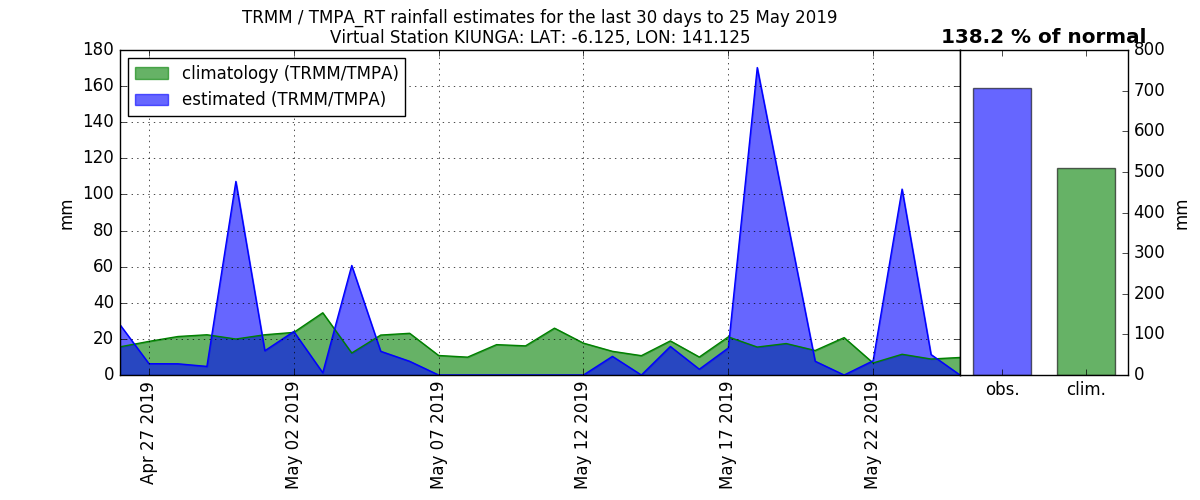 TRMM / TMPA_RT rainfall estimates for the last 30 days to 25 May 2019
Virtual Station KIUNGA: LAT: -6.125, LON: 141.125
138.2 % of normal
climatology (TRMM/TMPA)
estimated (TRMM/TMPA)
mm
180
160
140
120
100
80
60
40
20
0
Apr 27 2019
May 02 2019
May 07 2019
May 12 2019
May 17 2019
May 22 2019
800
700
600
500
400
300
200
100
0
mm
obs.
clim.